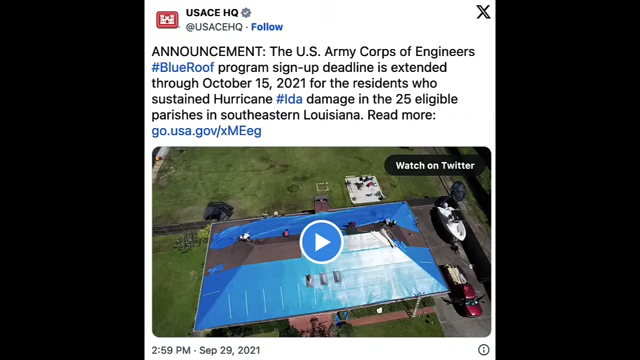 USACE HQ
@USACEHQ · Follow
ANNOUNCEMENT: The U.S. Army Corps of Engineers
#BlueRoof program sign-up deadline is extended
through October 15, 2021 for the residents who
sustained Hurricane #Ida damage in the 25 eligible
parishes in southeastern Louisiana. Read more:
go.usa.gov/xMEeg
Watch on Twitter
2:59 PM · Sep 29, 2021